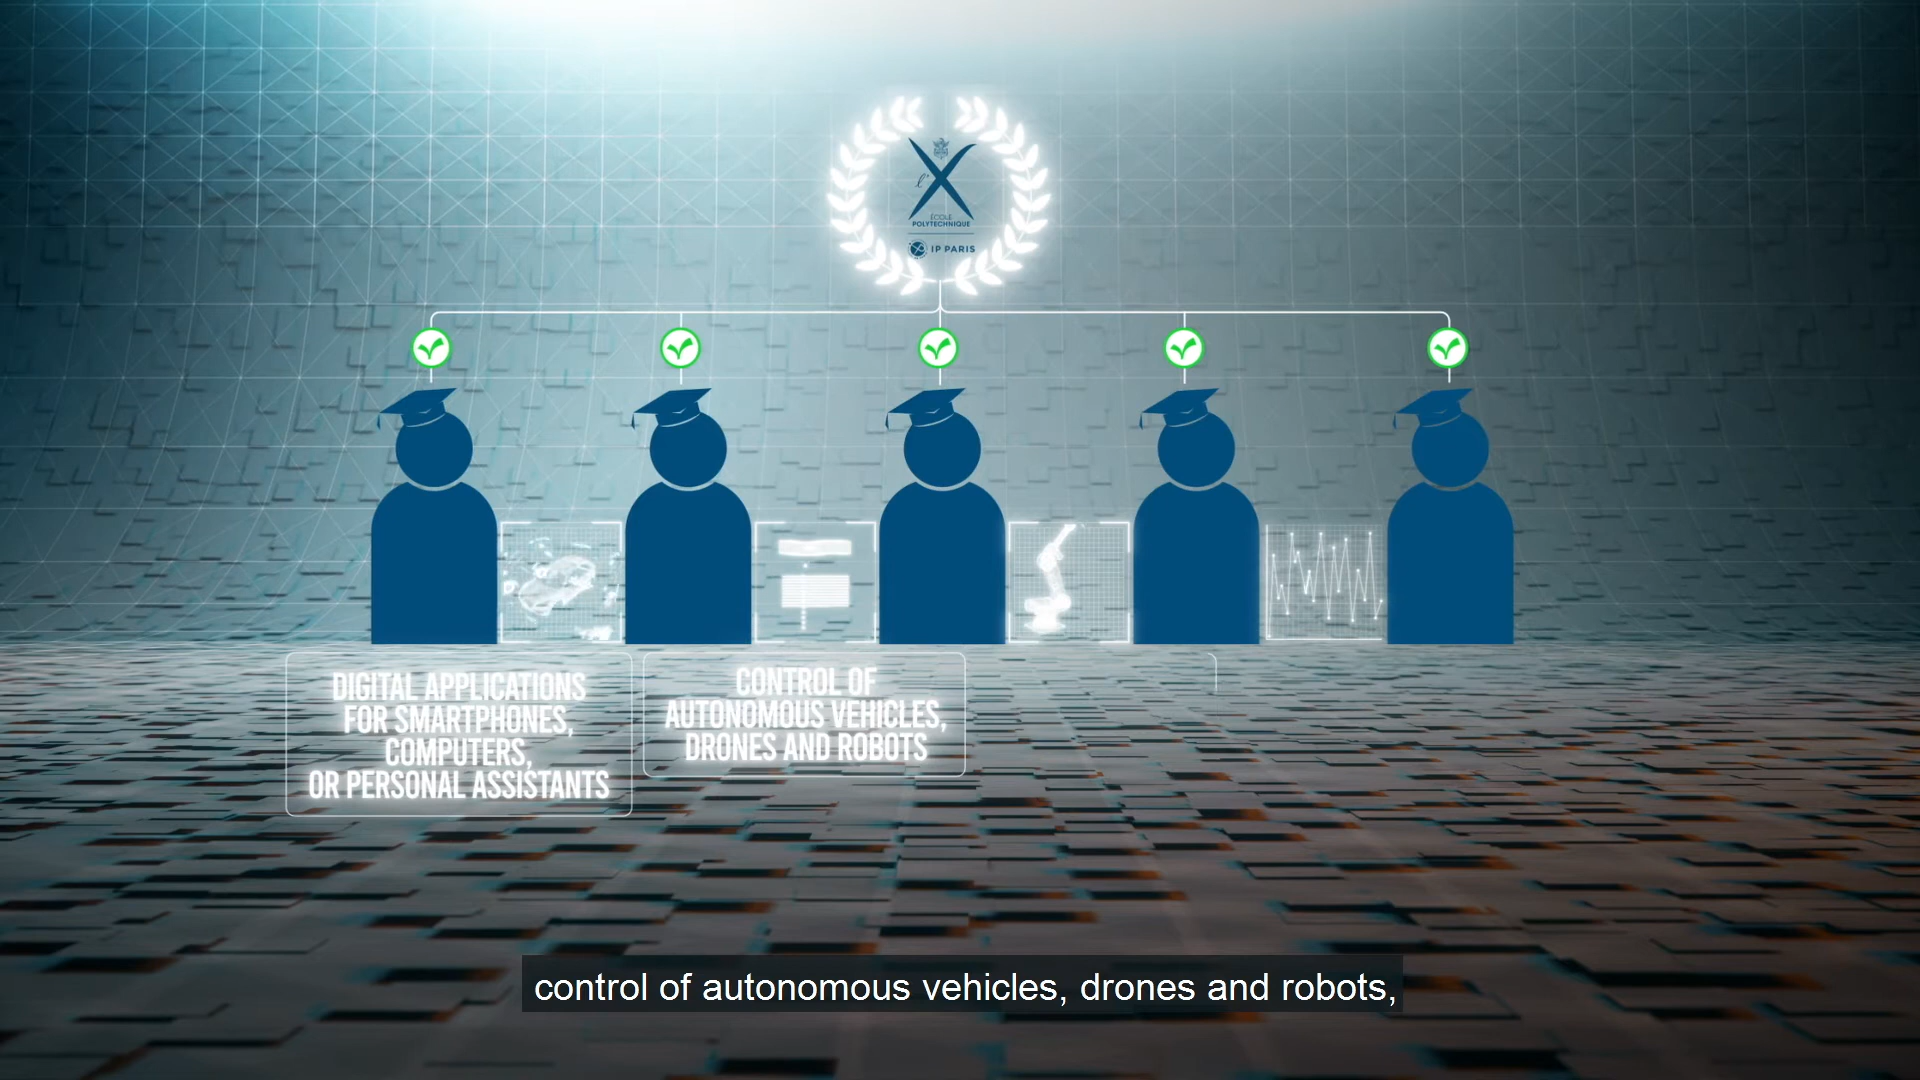 l'X
ÉCOLE
POLYTECHNIQUE
IP PARIS
DIGITAL APPLICATIONS
FOR SMARTPHONES,
COMPUTERS,
OR PERSONAL ASSISTANTS
CONTROL OF
AUTONOMOUS VEHICLES,
DRONES AND ROBOTS
control of autonomous vehicles, drones and robots,